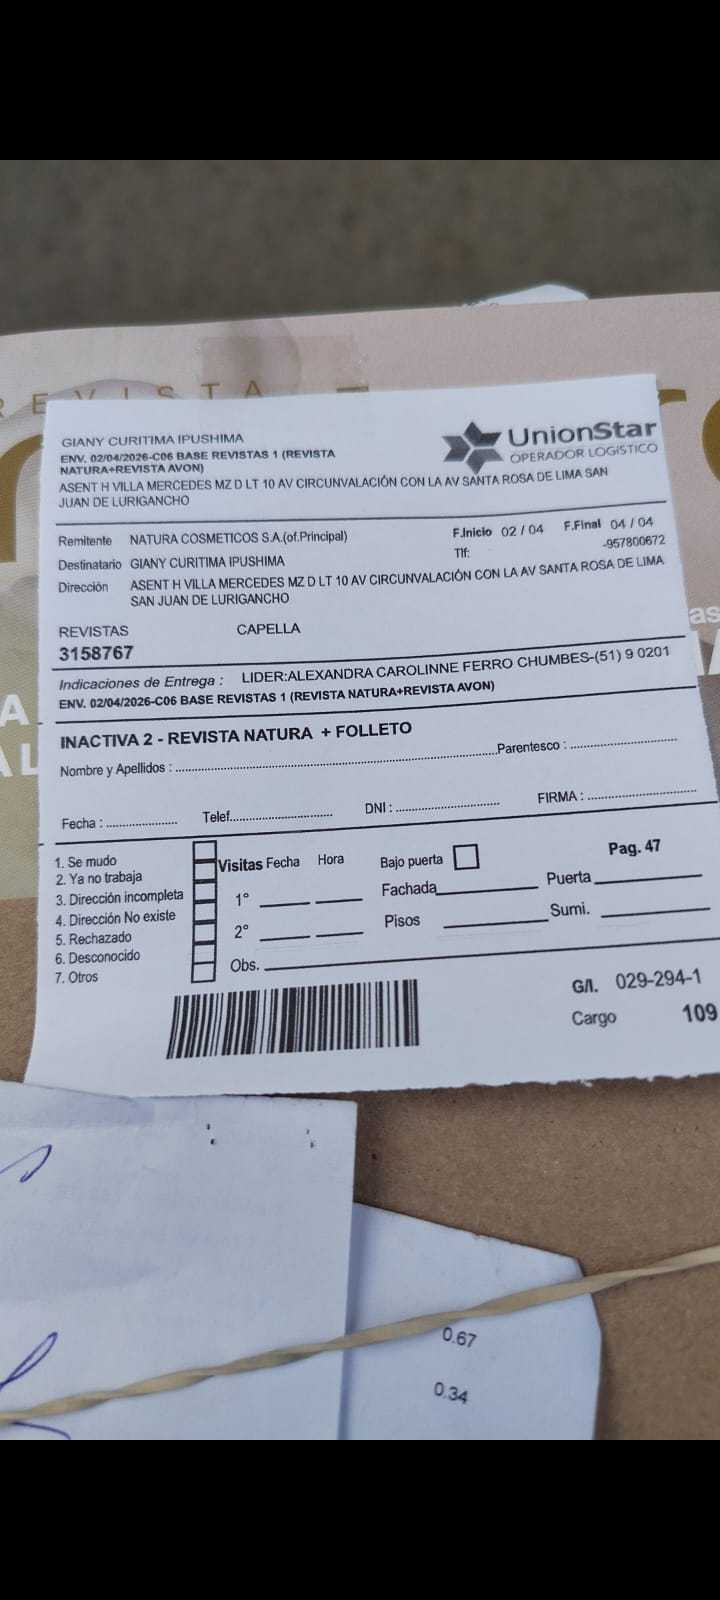 REVISTA
GIANY CURITIMA IPUSHIMA
ENV. 02/04/2026-C06 BASE REVISTAS 1 (REVISTA
NATURA+REVISTA AVON)
UnionStar
OPERADOR LOGISTICO
ASENT H VILLA MERCEDES MZ D LT 10 AV CIRCUNVALACIÓN CON LA AV SANTA ROSA DE LIMA SAN
JUAN DE LURIGANCHO
Remitente NATURA COSMETICOS S.A.(of.Principal) F.Inicio 02 / 04 F.Final 04 / 04
Destinatario GIANY CURITIMA IPUSHIMA Tlf: -957800672
Dirección ASENT H VILLA MERCEDES MZ D LT 10 AV CIRCUNVALACIÓN CON LA AV SANTA ROSA DE LIMA
SAN JUAN DE LURIGANCHO
REVISTAS CAPELLA
3158767
Indicaciones de Entrega : LIDER:ALEXANDRA CAROLINNE FERRO CHUMBES-(51) 9 0201
ENV. 02/04/2026-C06 BASE REVISTAS 1 (REVISTA NATURA+REVISTA AVON)
INACTIVA 2 - REVISTA NATURA + FOLLETO
Nombre y Apellidos : Parentesco :
Fecha : Telef. DNI : FIRMA :
1. Se mudo
2. Ya no trabaja
3. Dirección incompleta
4. Dirección No existe
5. Rechazado
6. Desconocido
7. Otros
Visitas Fecha Hora Bajo puerta Pag. 47
1° Fachada Puerta
2° Pisos Sumi.
Obs.
G/I. 029-294-1
Cargo 109
0.67
0.34